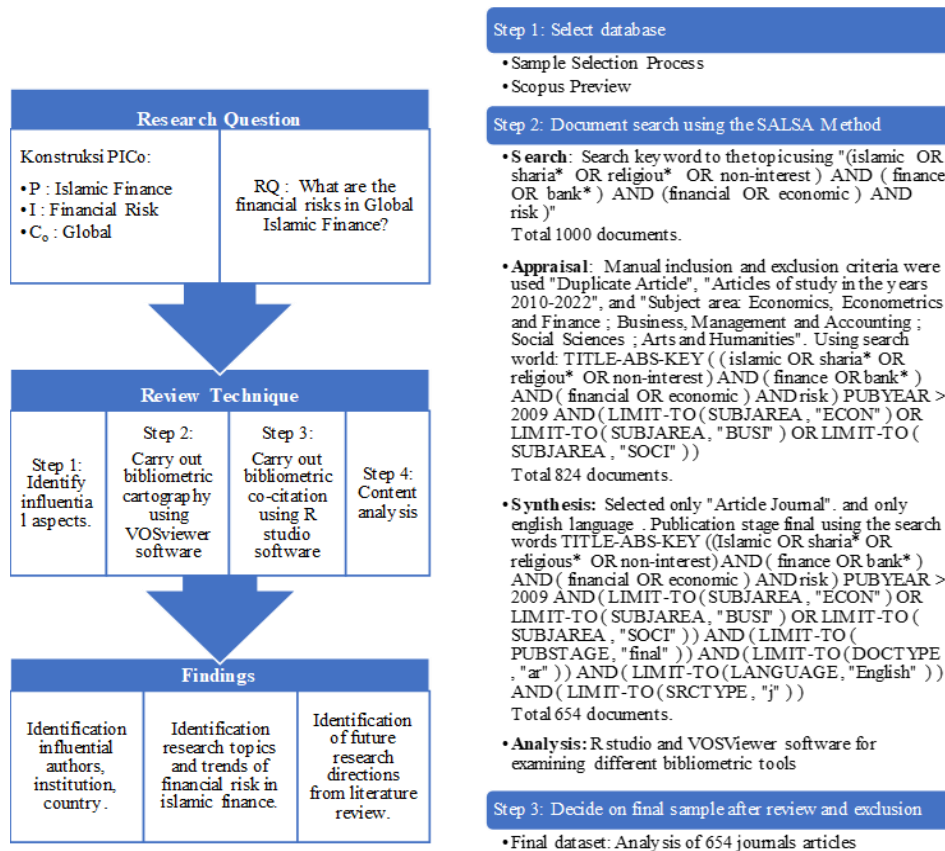 Research Question
Konstruksi PICo:
•P : Islamic Finance
•I : Financial Risk
•Co : Global
RQ : What are the
financial risks in Global
Islamic Finance?
Review Technique
Step 1:
Identify
influentia
l aspects.
Step 2:
Carry out
bibliometric
cartography
using
VOSviewer
software
Step 3:
Carry out
bibliometric
co-citation
using R
studio
software
Step 4:
Content
analysis
Findings
Identification
influential
authors,
institution,
country.
Identification
research topics
and trends of
financial risk in
islamic finance.
Identification
of future
research
directions
from literature
review.
Step 1: Select database
•Sample Selection Process
•Scopus Preview
Step 2: Document search using the SALSA Method
•Search: Search keyword to the topic using "(islamic OR
sharia* OR religiou* OR non-interest ) AND ( finance
OR bank* ) AND (financial OR economic ) AND
risk )"
Total 1000 documents.
•Appraisal: Manual inclusion and exclusion criteria were
used "Duplicate Article", "Articles of study in the years
2010-2022", and "Subject area: Economics, Econometrics
and Finance ; Business, Management and Accounting ;
Social Sciences ; Arts and Humanities". Using search
world: TITLE-ABS-KEY ( ( islamic OR sharia* OR
religiou* OR non-interest ) AND ( finance OR bank* )
AND ( financial OR economic ) AND risk ) PUBYEAR >
2009 AND ( LIMIT-TO ( SUBJAREA , "ECON" ) OR
LIMIT-TO ( SUBJAREA , "BUSI" ) OR LIMIT-TO (
SUBJAREA , "SOCI" ) )
Total 824 documents.
•Synthesis: Selected only "Article Journal". and only
english language . Publication stage final using the search
words TITLE-ABS-KEY ((Islamic OR sharia* OR
religious* OR non-interest) AND ( finance OR bank* )
AND ( financial OR economic ) AND risk ) PUBYEAR >
2009 AND ( LIMIT-TO ( SUBJAREA , "ECON" ) OR
LIMIT-TO ( SUBJAREA , "BUSI" ) OR LIMIT-TO (
SUBJAREA , "SOCI" ) ) AND ( LIMIT-TO (
PUBSTAGE, "final" ) ) AND ( LIMIT-TO (DOCTYPE
, "ar" ) ) AND ( LIMIT-TO (LANGUAGE, "English" ) )
AND ( LIMIT-TO ( SRCTYPE , "j" ) )
Total 654 documents.
•Analysis: R studio and VOSViewer software for
examining different bibliometric tools
Step 3: Decide on final sample after review and exclusion
•Final dataset: Analysis of 654 journals articles